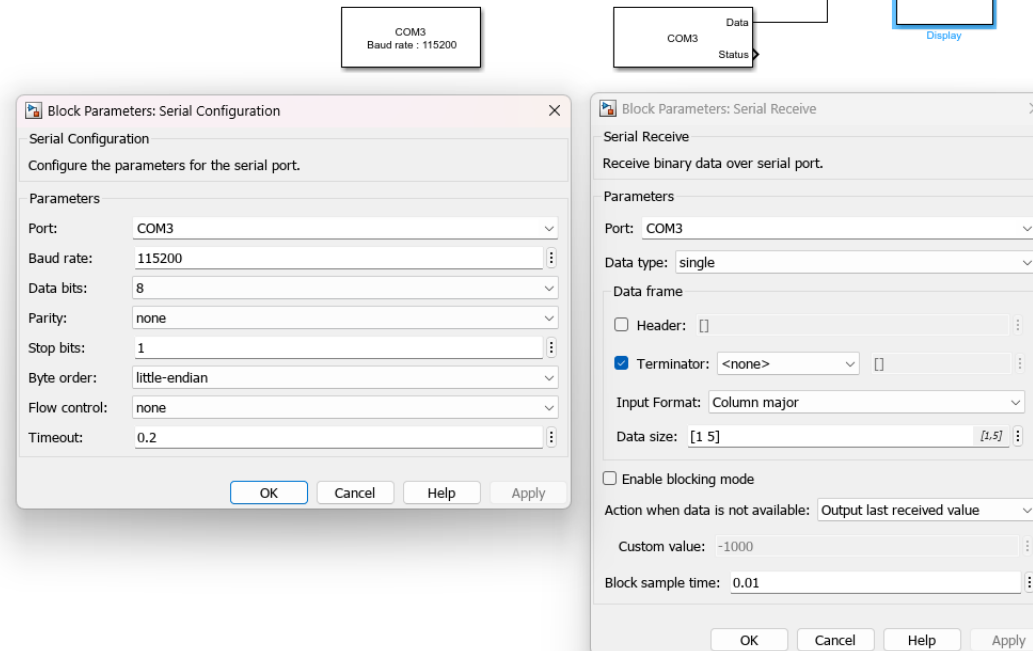 COM3
Baud rate : 115200
COM3
Data
Status
Display
Block Parameters: Serial Configuration
Serial Configuration
Configure the parameters for the serial port.
Parameters
Port: COM3
Baud rate: 115200
Data bits: 8
Parity: none
Stop bits: 1
Byte order: little-endian
Flow control: none
Timeout: 0.2
OK Cancel Help Apply
Block Parameters: Serial Receive
Serial Receive
Receive binary data over serial port.
Parameters
Port: COM3
Data type: single
Data frame
Header: []
Terminator: <none> []
Input Format: Column major
Data size: [1 5] [1,5]
Enable blocking mode
Action when data is not available: Output last received value
Custom value: -1000
Block sample time: 0.01
OK Cancel Help Apply